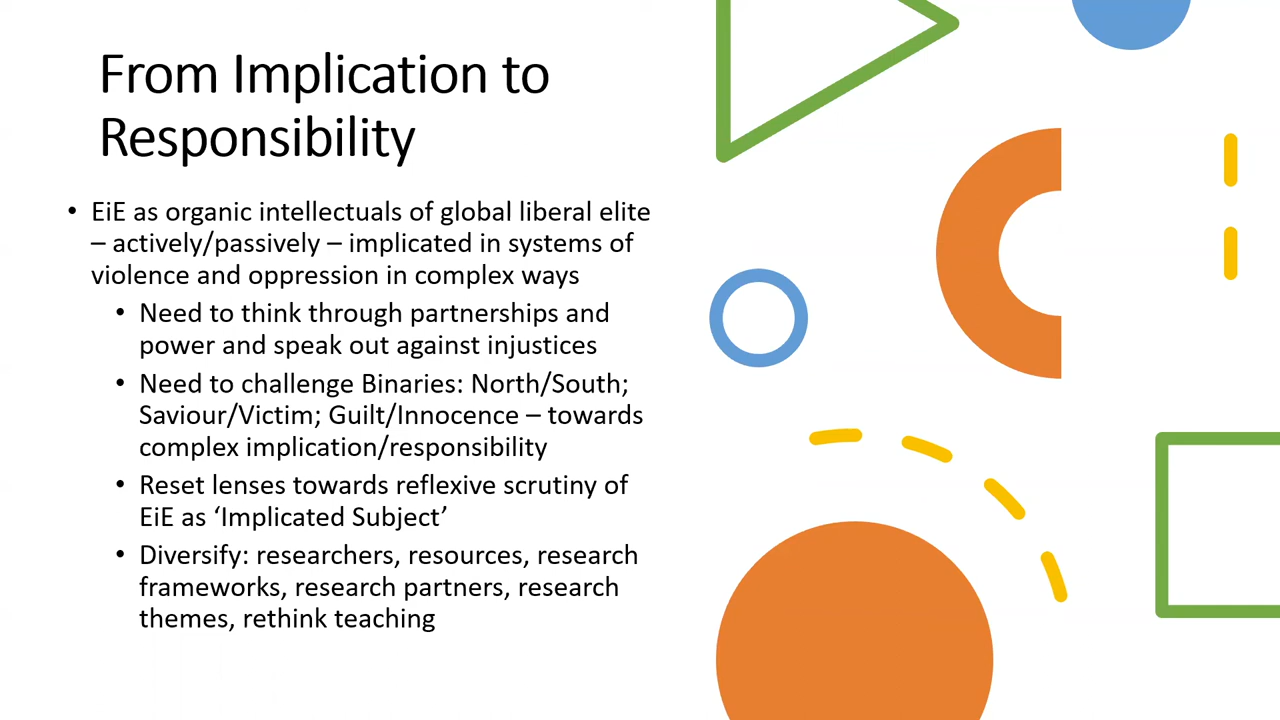 From Implication to
Responsibility
• EiE as organic intellectuals of global liberal elite
– actively/passively – implicated in systems of
violence and oppression in complex ways
• Need to think through partnerships and
power and speak out against injustices
• Need to challenge Binaries: North/South;
Saviour/Victim; Guilt/Innocence – towards
complex implication/responsibility
• Reset lenses towards reflexive scrutiny of
EiE as ‘Implicated Subject’
• Diversify: researchers, resources, research
frameworks, research partners, research
themes, rethink teaching